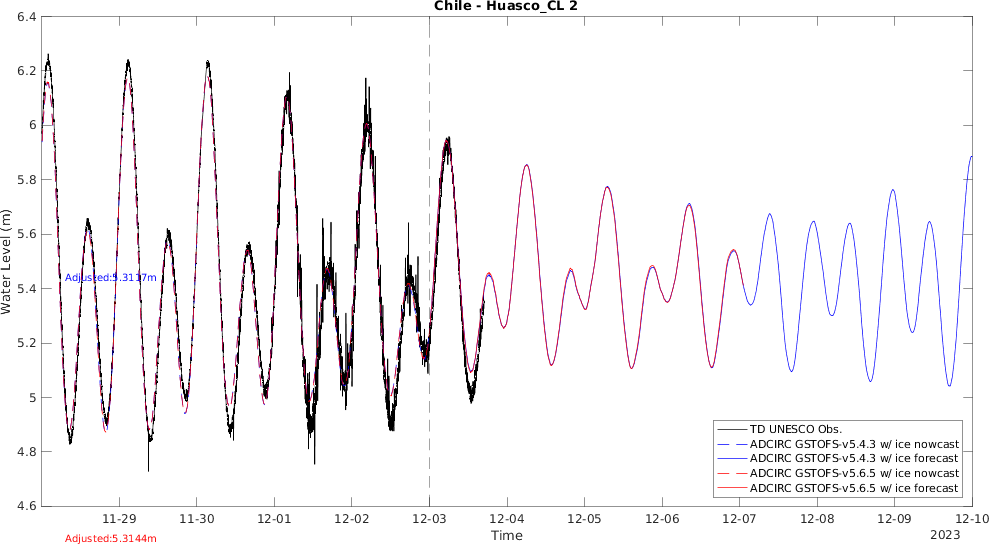 Chile - Huasco_CL 2
6.4
6.2
6
5.8
5.6
5.4
5.2
5
4.8
4.6
Water Level (m)
Adjusted:5.3117m
TD UNESCO Obs.
ADCIRC GSTOFS-v5.4.3 w/ ice nowcast
ADCIRC GSTOFS-v5.4.3 w/ ice forecast
ADCIRC GSTOFS-v5.6.5 w/ ice nowcast
ADCIRC GSTOFS-v5.6.5 w/ ice forecast
11-29 11-30 12-01 12-02 12-03 12-04 12-05 12-06 12-07 12-08 12-09 12-10
Time
2023
Adjusted:5.3144m